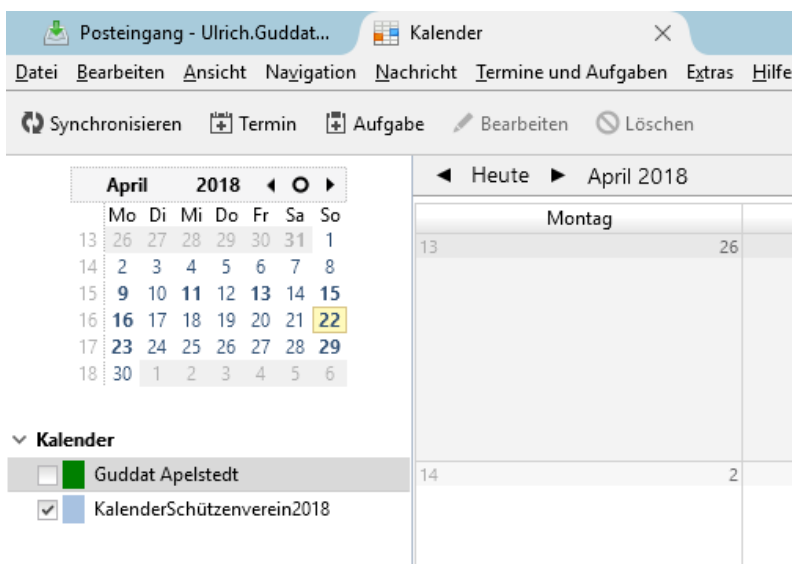 Posteingang - Ulrich.Guddat... Kalender
Datei Bearbeiten Ansicht Navigation Nachricht Termine und Aufgaben Extras Hilfe
Synchronisieren Termin Aufgabe Bearbeiten Löschen
April 2018
Mo Di Mi Do Fr Sa So
13 26 27 28 29 30 31 1
14 2 3 4 5 6 7 8
15 9 10 11 12 13 14 15
16 16 17 18 19 20 21 22
17 23 24 25 26 27 28 29
18 30 1 2 3 4 5 6
Kalender
Guddat Apelstedt
KalenderSchützenverein2018
Heute April 2018
Montag
13 26
14 2